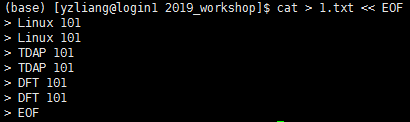 (base) [yzliang@login1 2019_workshop]$ cat > 1.txt << EOF
> Linux 101
> Linux 101
> TDAP 101
> TDAP 101
> DFT 101
> DFT 101
> EOF